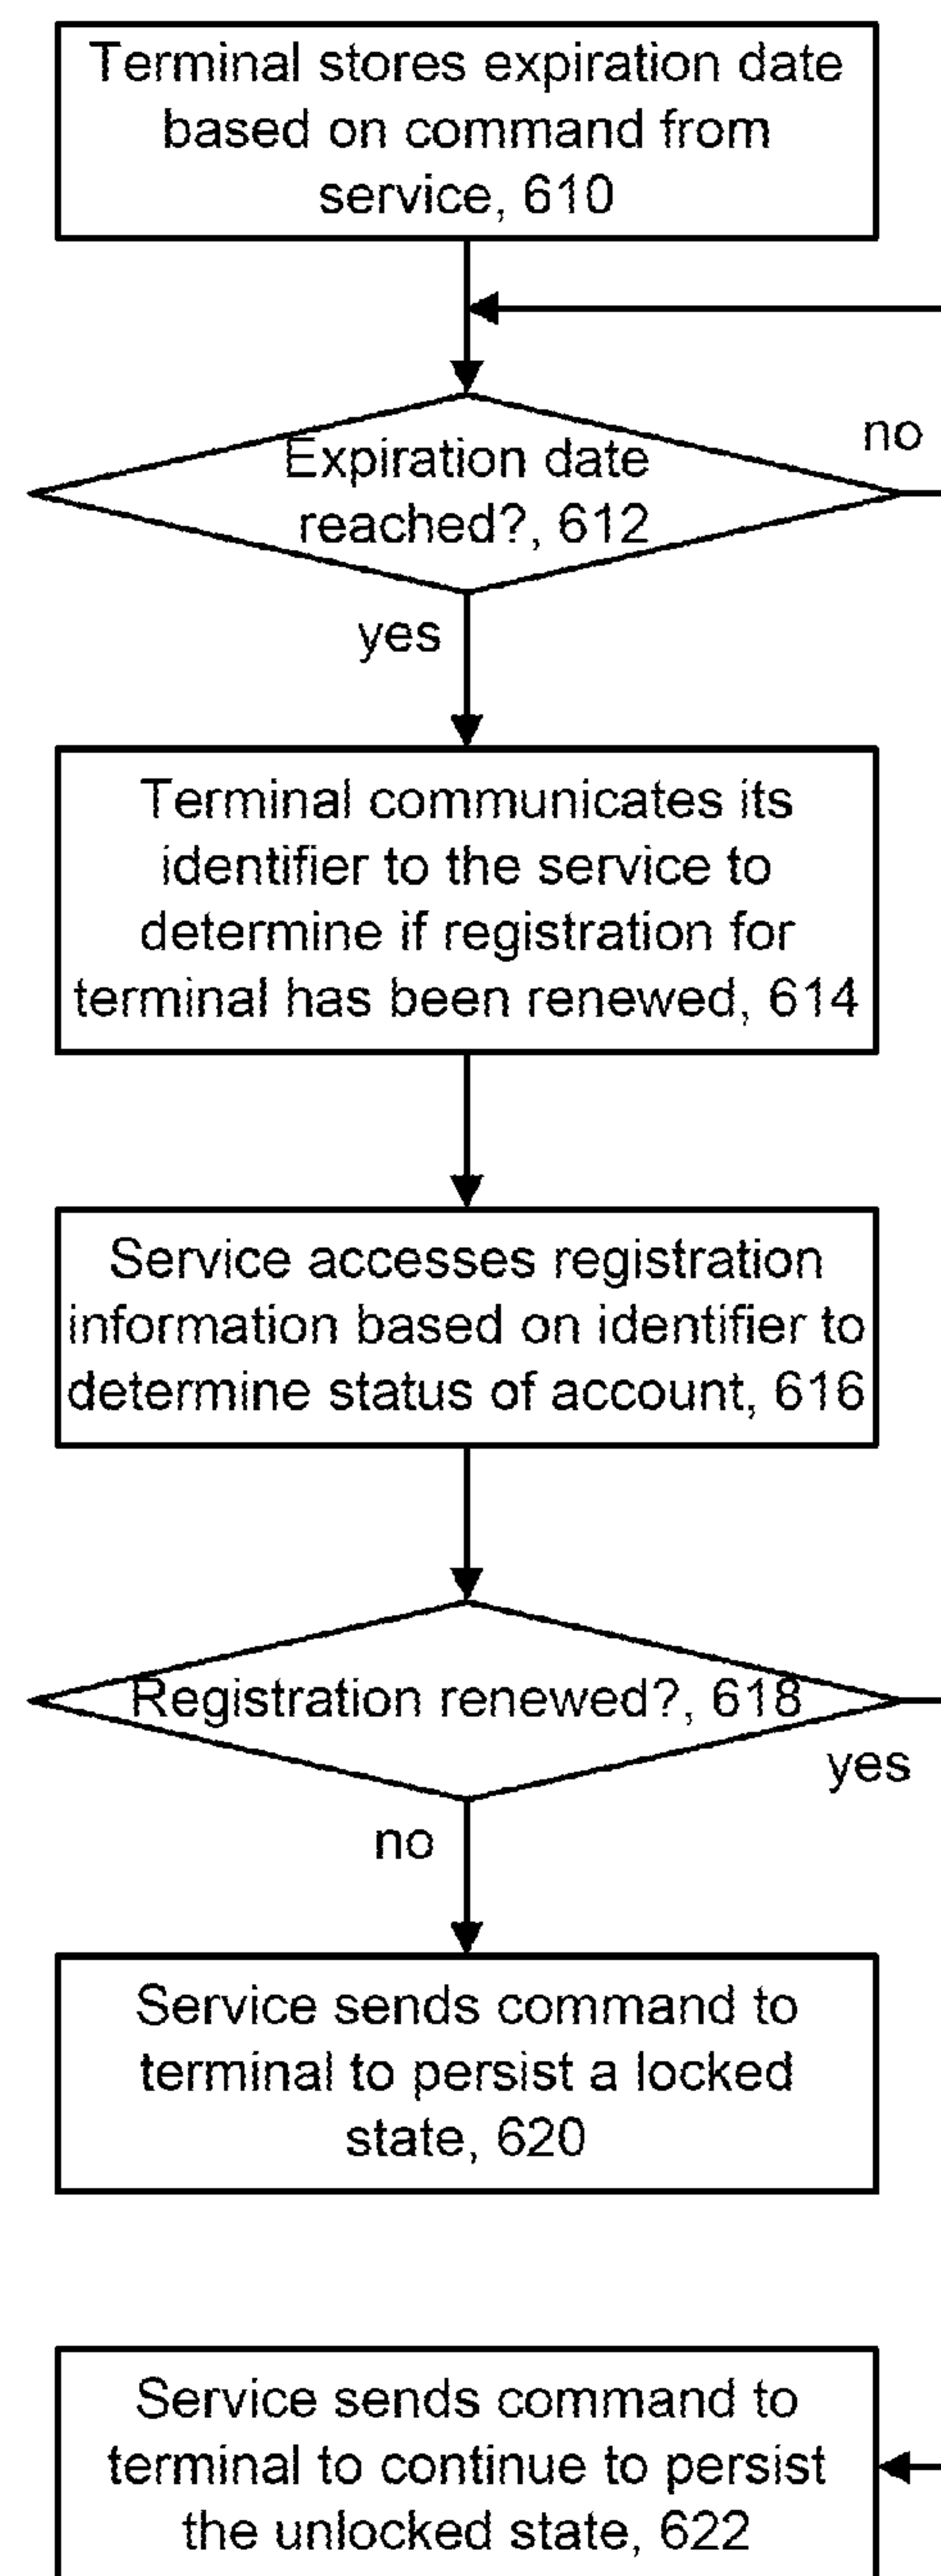 Terminal stores expiration date
based on command from
service, 610
no
Expiration date
reached?, 612
yes
Terminal communicates its
identifier to the service to
determine if registration for
terminal has been renewed, 614
Service accesses registration
information based on identifier to
determine status of account, 616
Registration renewed?, 618
yes
no
Service sends command to
terminal to persist a locked
state, 620
Service sends command to
terminal to continue to persist
the unlocked state, 622